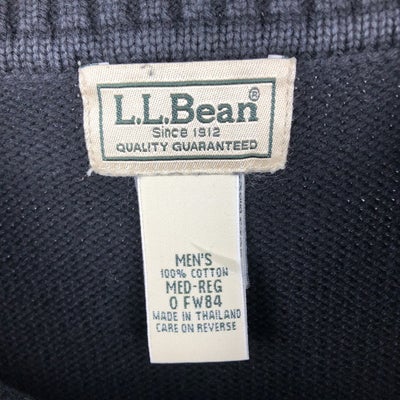 L.L.Bean®
Since 1912
QUALITY GUARANTEED
MEN'S
100% COTTON
MED-REG
0 FW84
MADE IN THAILAND
CARE ON REVERSE